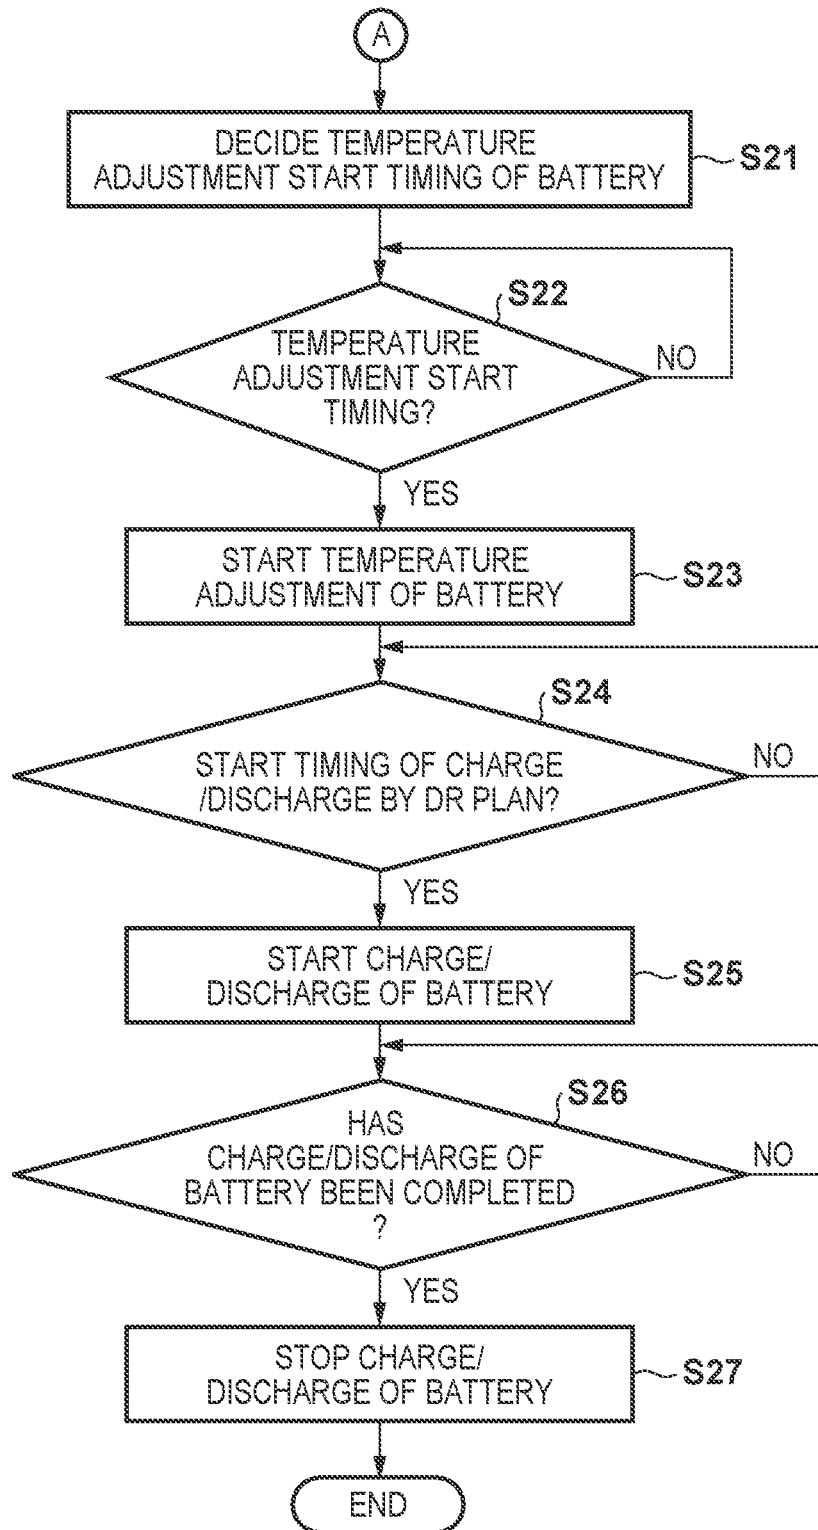 A
DECIDE TEMPERATURE
ADJUSTMENT START TIMING OF BATTERY
S21
S22
TEMPERATURE
ADJUSTMENT START
TIMING?
NO
YES
START TEMPERATURE
ADJUSTMENT OF BATTERY
S23
S24
START TIMING OF CHARGE
/DISCHARGE BY DR PLAN?
NO
YES
START CHARGE/
DISCHARGE OF BATTERY
S25
S26
HAS
CHARGE/DISCHARGE OF
BATTERY BEEN COMPLETED
?
NO
YES
STOP CHARGE/
DISCHARGE OF BATTERY
S27
END